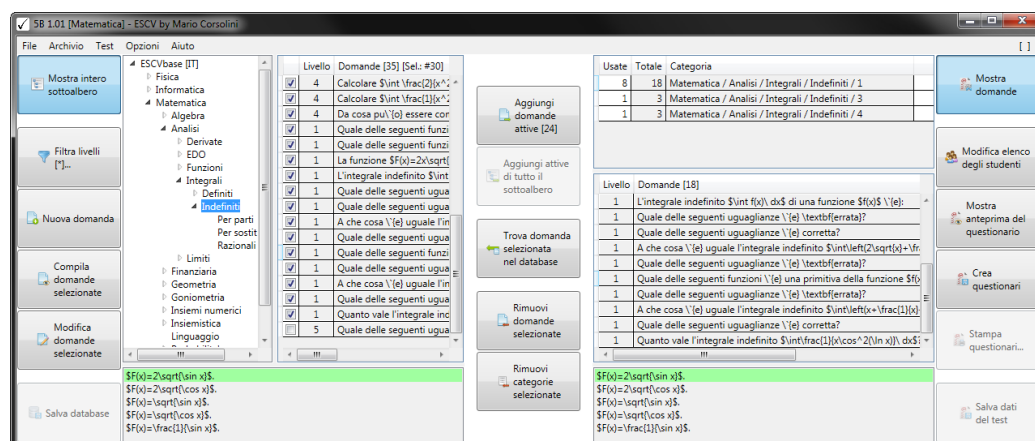 5B 1.01 [Matematica] - ESCV by Mario Corsolini
File Archivio Test Opzioni Aiuto [ ]
Mostra intero
sottoalbero
Filtra livelli
[*]...
Nuova domanda
Compila
domande
selezionate
Modifica
domande
selezionate
Salva database
ESCVbase [IT]
Fisica
Informatica
Matematica
Algebra
Analisi
Derivate
EDO
Funzioni
Integrali
Definiti
Indefiniti
Per parti
Per sostit
Razionali
Limiti
Finanziaria
Geometria
Goniometria
Insiemi numerici
Insiemistica
Linguaggio
Livello Domande [35] [Sel.: #30]
4 Calcolare $\int \frac{2}{x^2
4 Calcolare $\int \frac{1}{x^2
4 Da cosa pu\`{o} essere cor
1 Quale delle seguenti funzi
1 Quale delle seguenti funzi
1 La funzione $F(x)=2x\sqrt{
1 L'integrale indefinito $\int
1 Quale delle seguenti ugua
1 Quale delle seguenti ugua
1 A che cosa \`{e} uguale l'in
1 Quale delle seguenti ugua
1 Quale delle seguenti funzi
1 Quale delle seguenti ugua
1 A che cosa \`{e} uguale l'in
1 Quale delle seguenti ugua
1 Quanto vale l'integrale ind
5 Quale delle seguenti ugua
$F(x)=2\sqrt{\sin x}$.
$F(x)=2\sqrt{\cos x}$.
$F(x)=\sqrt{\sin x}$.
$F(x)=\sqrt{\cos x}$.
$F(x)=\frac{1}{\sin x}$.
Aggiungi
domande
attive [24]
Aggiungi attive
di tutto il
sottoalbero
Trova domanda
selezionata
nel database
Rimuovi
domande
selezionate
Rimuovi
categorie
selezionate
Usate Totale Categoria
8 18 Matematica / Analisi / Integrali / Indefiniti / 1
1 3 Matematica / Analisi / Integrali / Indefiniti / 3
1 3 Matematica / Analisi / Integrali / Indefiniti / 4
Livello Domande [18]
1 L'integrale indefinito $\int f(x)\ dx$ di una funzione $f(x)$ \`{e}:
1 Quale delle seguenti uguaglianze \`{e} \textbf{errata}?
1 A che cosa \`{e} uguale l'integrale indefinito $\int\left(2\sqrt{x}+\fra
1 Quale delle seguenti uguaglianze \`{e} \textbf{errata}?
1 Quale delle seguenti funzioni \`{e} una primitiva della funzione $f(x
1 Quale delle seguenti uguaglianze \`{e} \textbf{errata}?
1 A che cosa \`{e} uguale l'integrale indefinito $\int\left(x+\frac{1}{x}-
1 Quale delle seguenti uguaglianze \`{e} corretta?
1 Quanto vale l'integrale indefinito $\int\frac{1}{x\cos^2(\ln x)}\ dx$?
$F(x)=2\sqrt{\sin x}$.
$F(x)=2\sqrt{\cos x}$.
$F(x)=\sqrt{\sin x}$.
$F(x)=\sqrt{\cos x}$.
$F(x)=\frac{1}{\sin x}$.
Mostra
domande
Modifica elenco
degli studenti
Mostra
anteprima del
questionario
Crea
questionari
Stampa
questionari...
Salva dati
del test